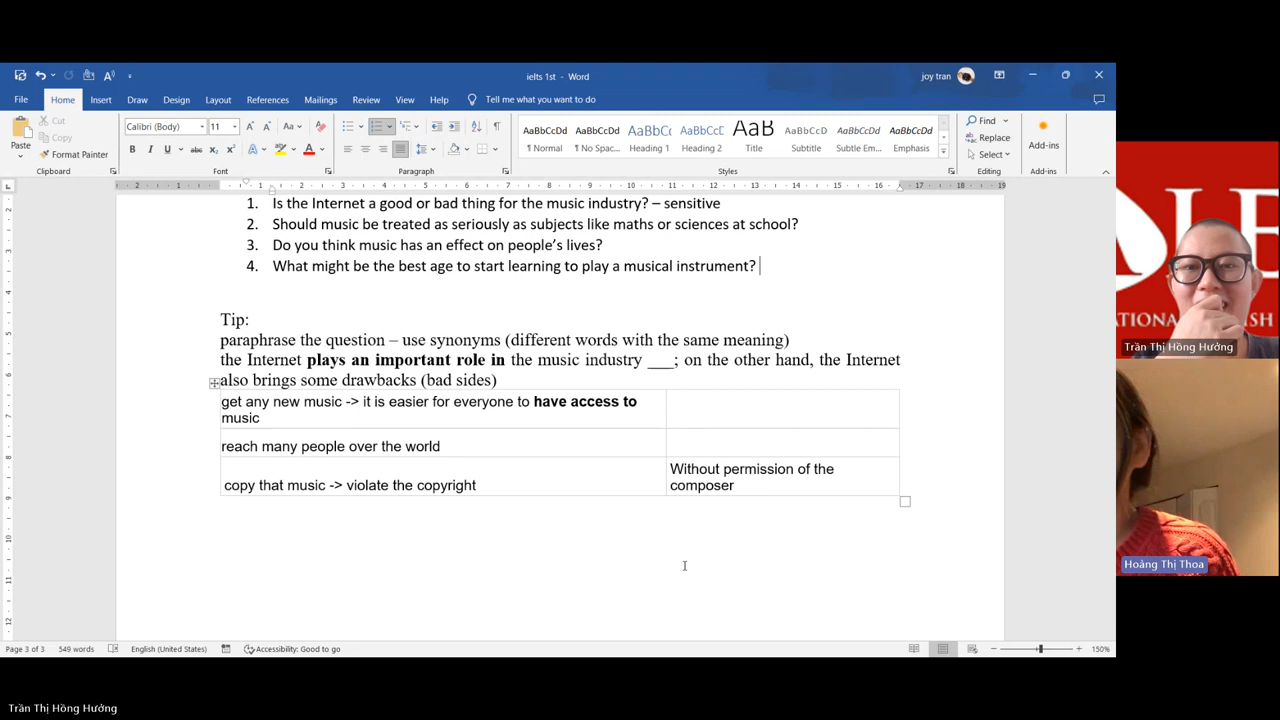 ielts 1st - Word
joy tran
File Home Insert Draw Design Layout References Mailings Review View Help Tell me what you want to do
Paste
Cut
Copy
Format Painter
Clipboard
Calibri (Body) 11
Font
Paragraph
AaBbCcDd AaBbCcDd AaBbCc AaBbCcD AaB AaBbCcD AaBbCcDd AaBbCcDd
¶ Normal ¶ No Spac... Heading 1 Heading 2 Title Subtitle Subtle Em... Emphasis
Styles
Find
Replace
Select
Editing
Add-ins
Add-ins
1. Is the Internet a good or bad thing for the music industry? – sensitive
2. Should music be treated as seriously as subjects like maths or sciences at school?
3. Do you think music has an effect on people's lives?
4. What might be the best age to start learning to play a musical instrument?
Tip:
paraphrase the question – use synonyms (different words with the same meaning)
the Internet plays an important role in the music industry ___; on the other hand, the Internet
also brings some drawbacks (bad sides)
get any new music -> it is easier for everyone to have access to
music
reach many people over the world
copy that music -> violate the copyright
Without permission of the
composer
Page 3 of 3 549 words English (United States) Accessibility: Good to go 150%
Trần Thị Hồng Hưởng
Hoàng Thị Thoa
Trần Thị Hồng Hưởng